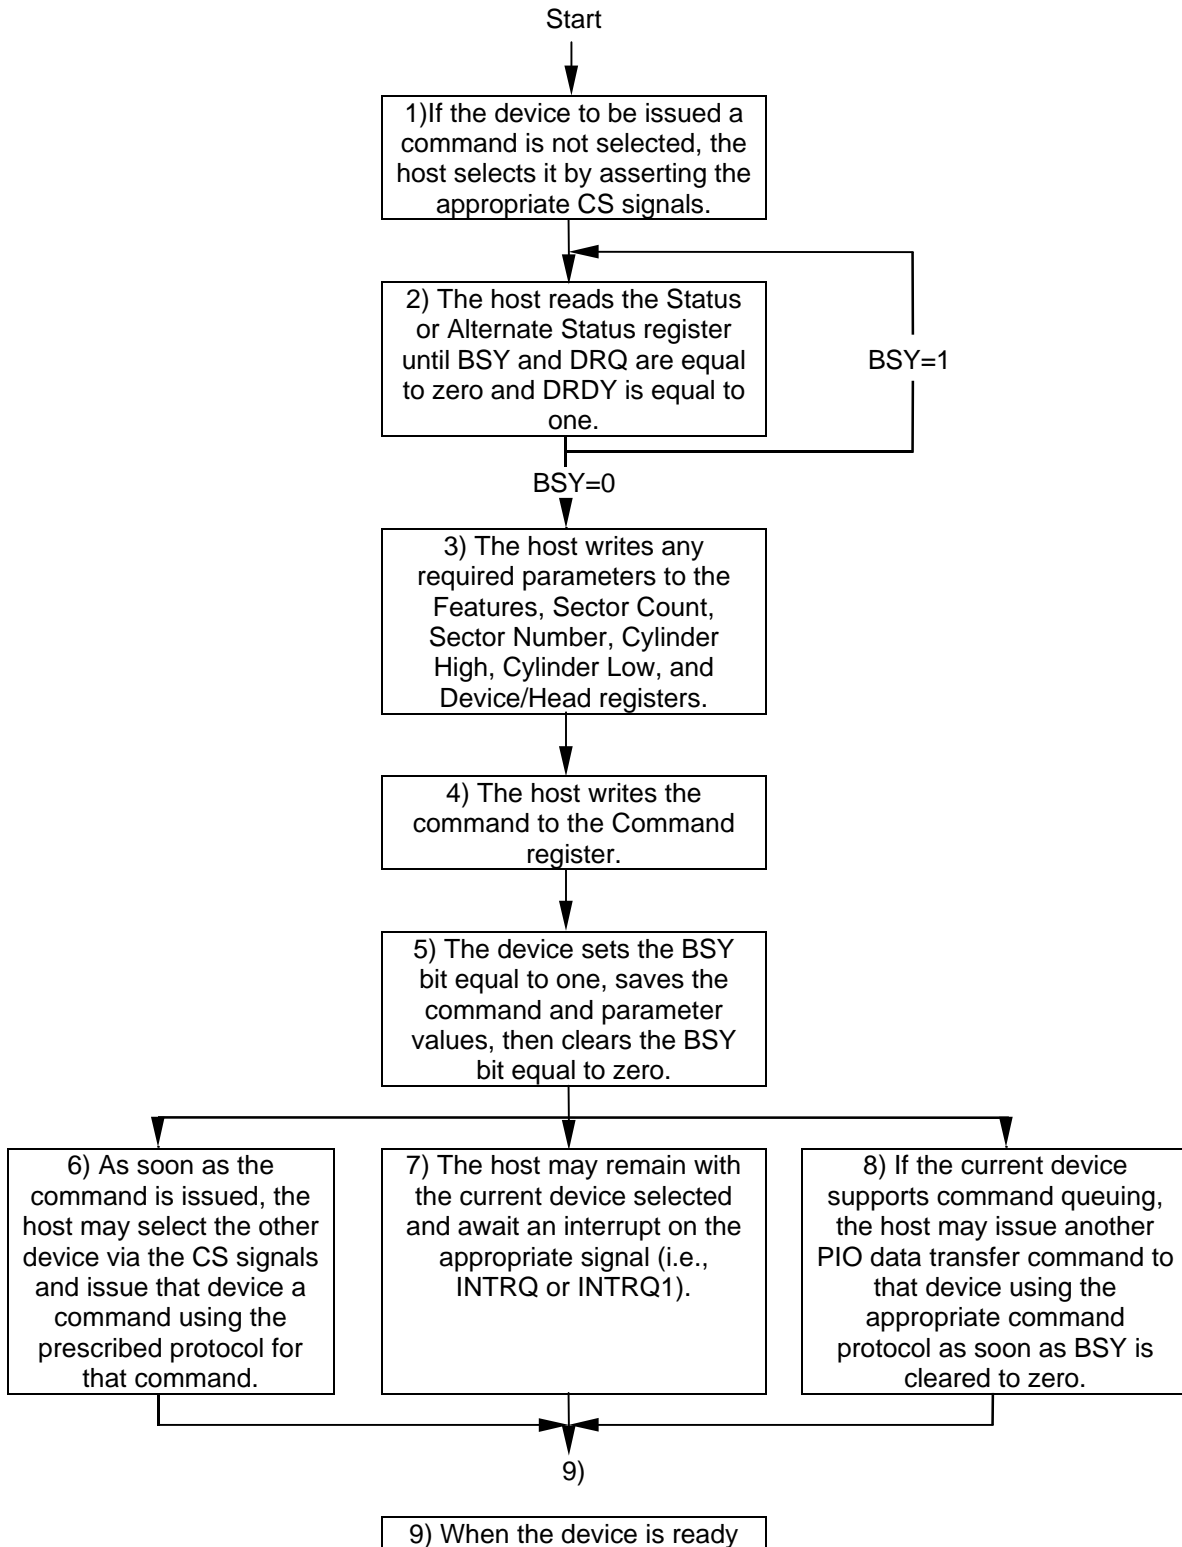 Start
1)If the device to be issued a
command is not selected, the
host selects it by asserting the
appropriate CS signals.
2) The host reads the Status
or Alternate Status register
until BSY and DRQ are equal
to zero and DRDY is equal to
one.
BSY=1
BSY=0
3) The host writes any
required parameters to the
Features, Sector Count,
Sector Number, Cylinder
High, Cylinder Low, and
Device/Head registers.
4) The host writes the
command to the Command
register.
5) The device sets the BSY
bit equal to one, saves the
command and parameter
values, then clears the BSY
bit equal to zero.
6) As soon as the
command is issued, the
host may select the other
device via the CS signals
and issue that device a
command using the
prescribed protocol for
that command.
7) The host may remain with
the current device selected
and await an interrupt on the
appropriate signal (i.e.,
INTRQ or INTRQ1).
8) If the current device
supports command queuing,
the host may issue another
PIO data transfer command to
that device using the
appropriate command
protocol as soon as BSY is
cleared to zero.
9)
9) When the device is ready